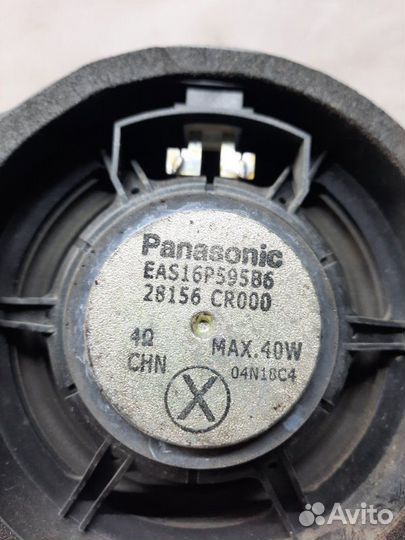 Panasonic
EAS16P595B6
28156 CR000
4Ω MAX.40W
CHN 04N18C4
X
Avito